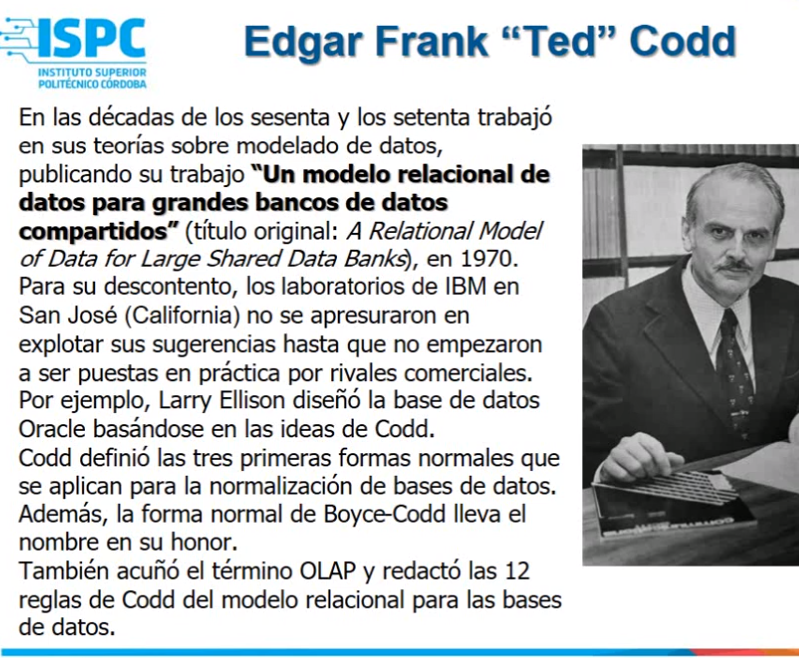 ISPC
INSTITUTO SUPERIOR
POLITÉCNICO CÓRDOBA
Edgar Frank “Ted” Codd
En las décadas de los sesenta y los setenta trabajó
en sus teorías sobre modelado de datos,
publicando su trabajo “Un modelo relacional de
datos para grandes bancos de datos
compartidos” (título original: A Relational Model
of Data for Large Shared Data Banks), en 1970.
Para su descontento, los laboratorios de IBM en
San José (California) no se apresuraron en
explotar sus sugerencias hasta que no empezaron
a ser puestas en práctica por rivales comerciales.
Por ejemplo, Larry Ellison diseñó la base de datos
Oracle basándose en las ideas de Codd.
Codd definió las tres primeras formas normales que
se aplican para la normalización de bases de datos.
Además, la forma normal de Boyce-Codd lleva el
nombre en su honor.
También acuñó el término OLAP y redactó las 12
reglas de Codd del modelo relacional para las bases
de datos.